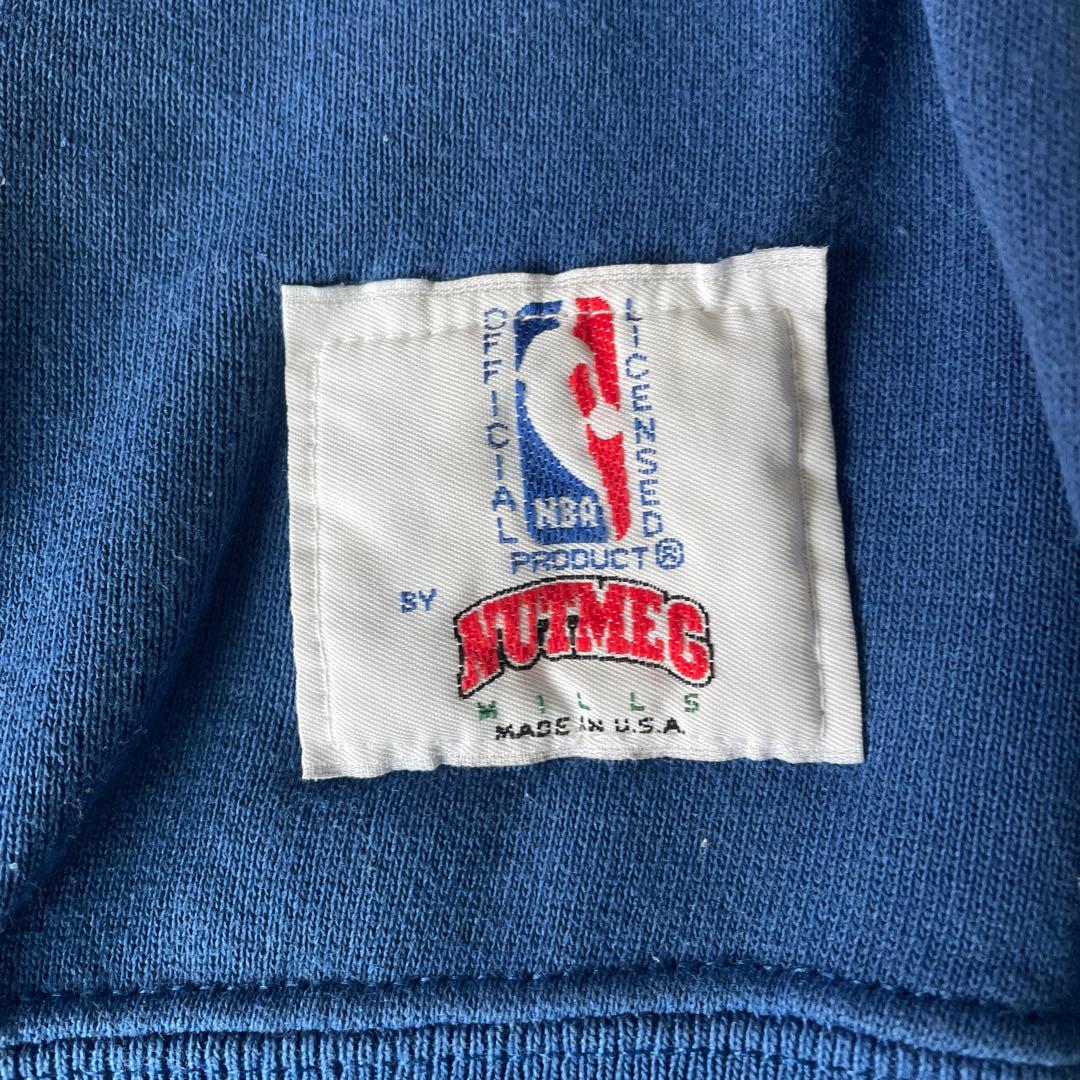 OFFICIAL
LICENSED
NBA
PRODUCT®
BY
NUTMEG
MILLS
MADE IN U.S.A.